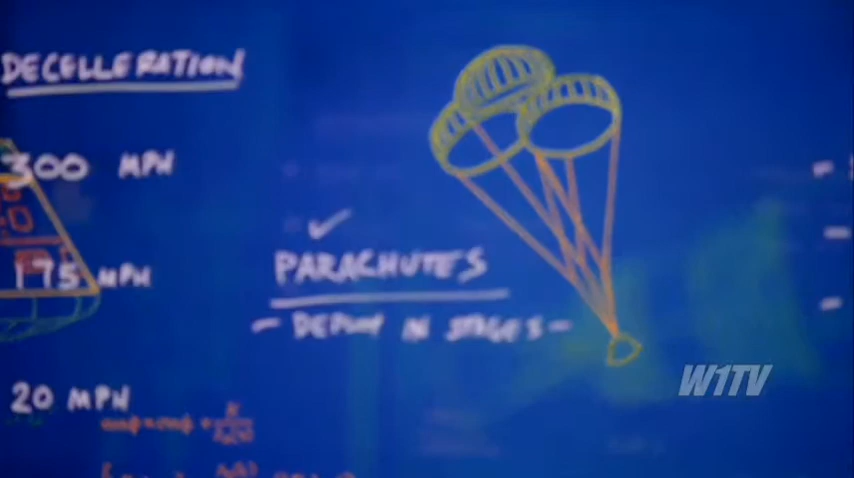 DECELLERATION
300 MPH
175 MPH
20 MPH
✓
PARACHUTES
- DEPLOY IN STAGES -
W1TV